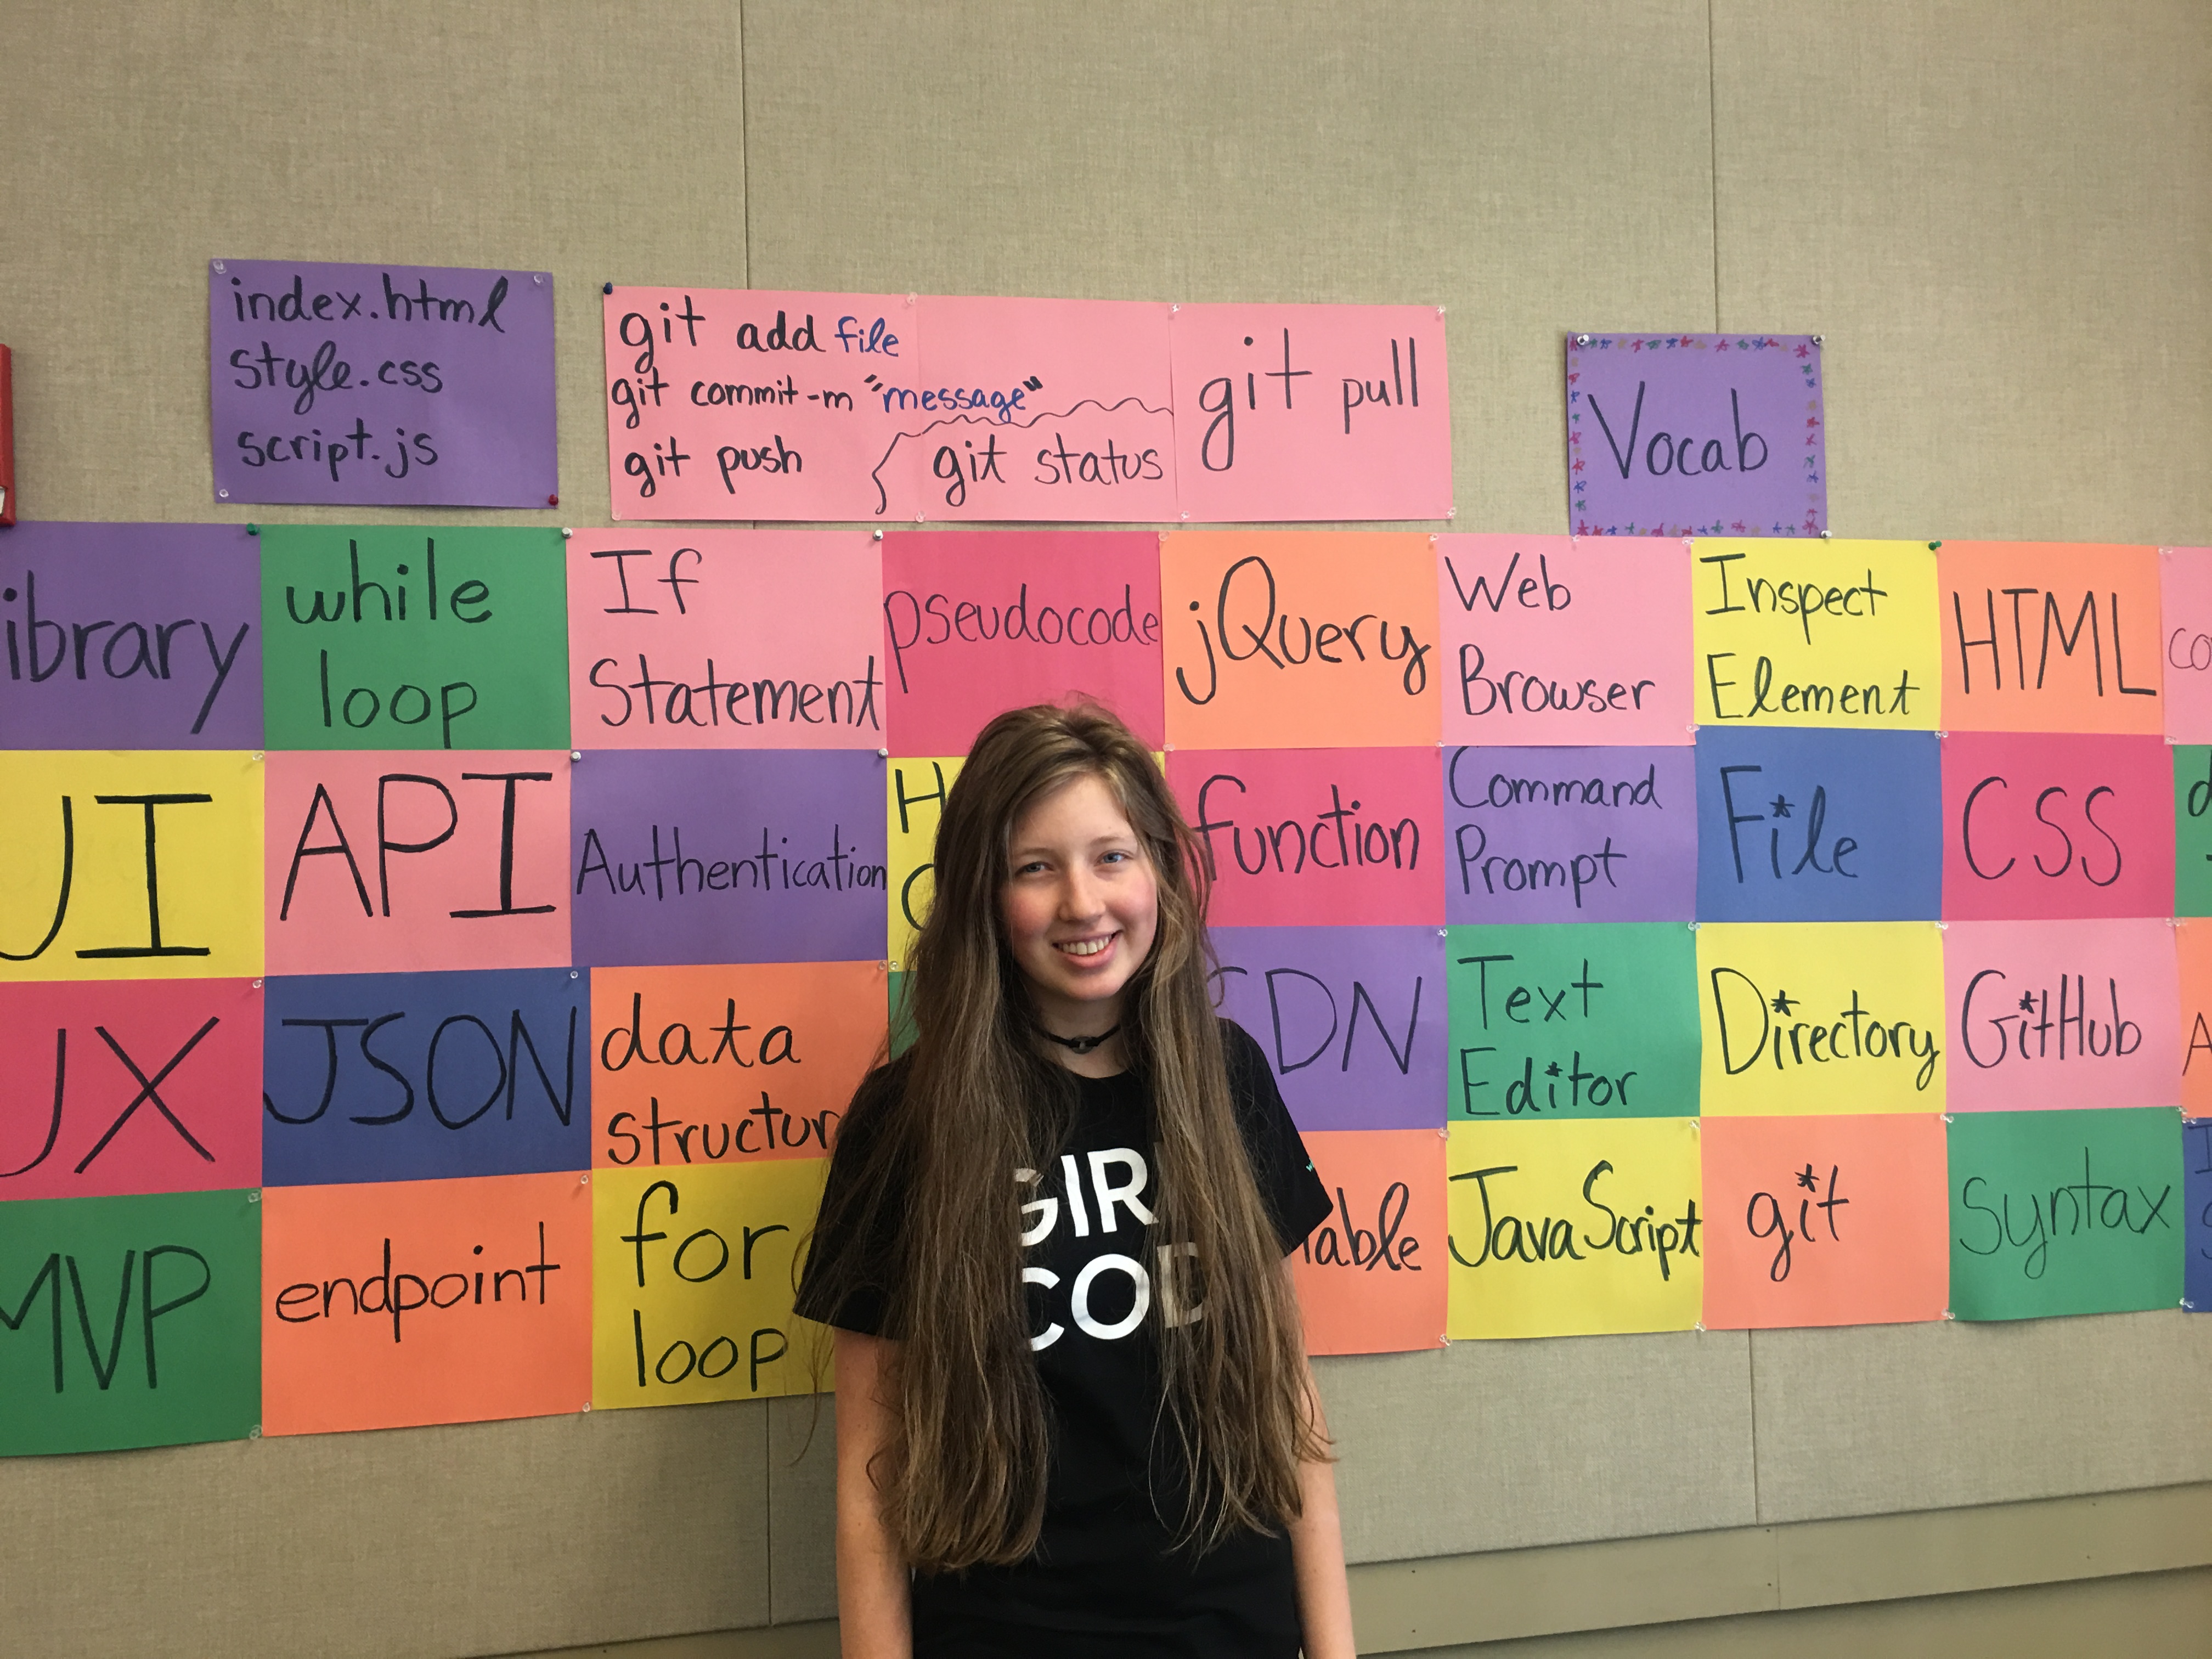 index.html
style.css
script.js
git add file
git commit -m "message"
git push
git status
git pull
Vocab
ibrary
while
loop
If
Statement
pseudocode
jQuery
Web
Browser
Inspect
Element
HTML
co
UI
API
Authentication
H
function
Command
Prompt
File
CSS
d
UX
JSON
data
structur
DN
Text
Editor
Directory
GitHub
A
MVP
endpoint
for
loop
iable
JavaScript
git
syntax
I
GIR
COD